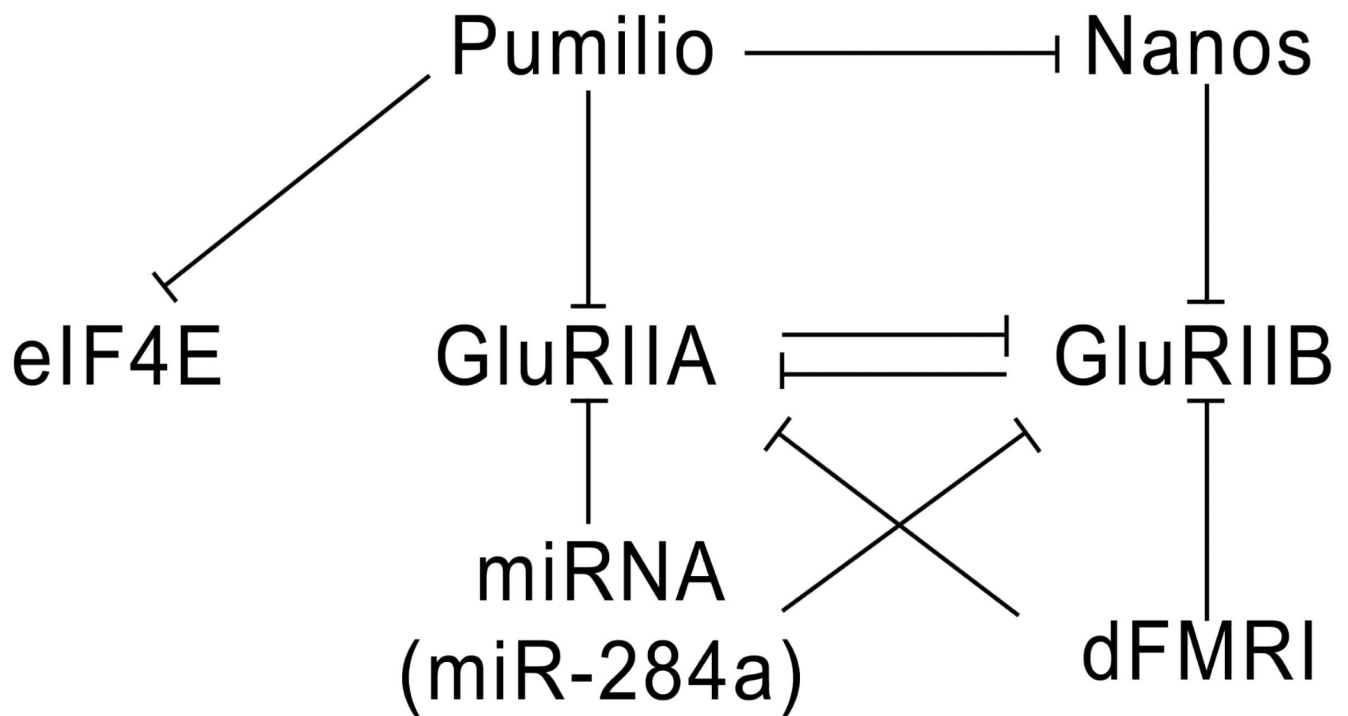 Pumilio
Nanos
eIF4E
GluRIIA
GluRIIB
miRNA
(miR-284a)
dFMRI